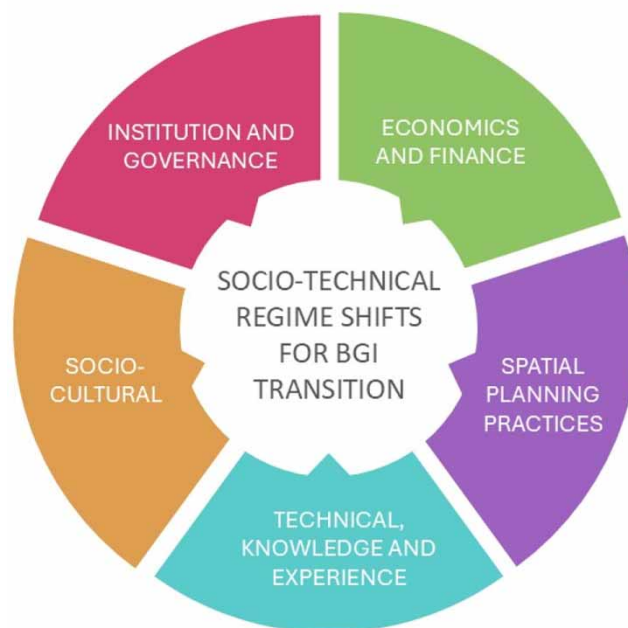 INSTITUTION AND
GOVERNANCE
ECONOMICS
AND FINANCE
SOCIO-TECHNICAL
REGIME SHIFTS
FOR BGI
TRANSITION
SOCIO-
CULTURAL
SPATIAL
PLANNING
PRACTICES
TECHNICAL,
KNOWLEDGE AND
EXPERIENCE